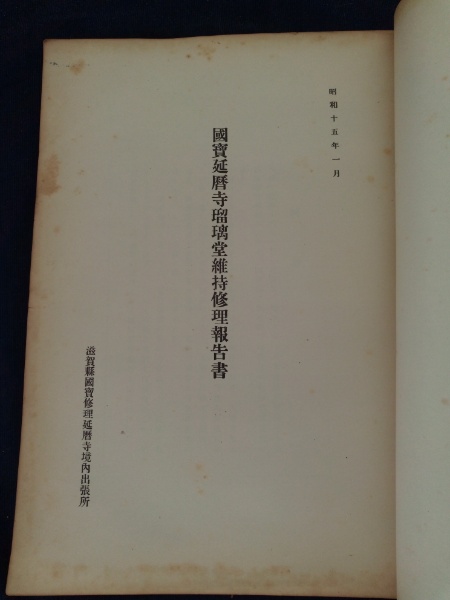 昭和十五年一月
國寶延曆寺瑠璃堂維持修理報告書
滋賀縣國寶修理延曆寺境內出張所